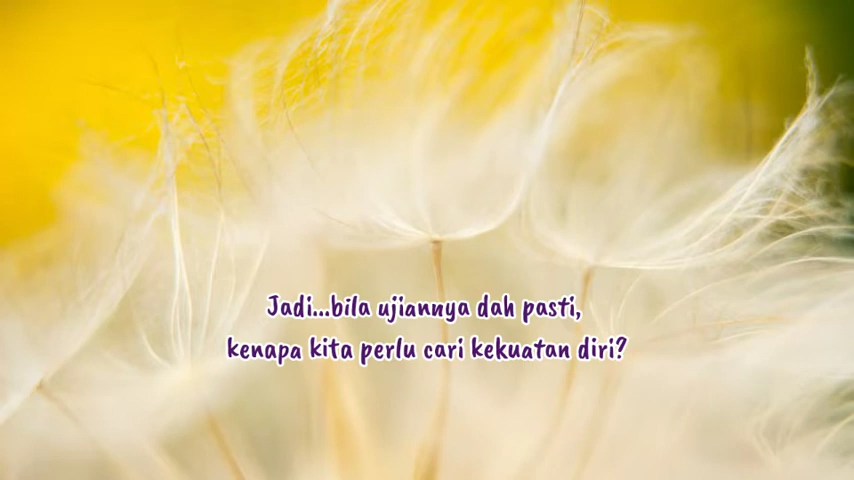 Jadi...bila ujiannya dah pasti,
kenapa kita perlu cari kekuatan diri?